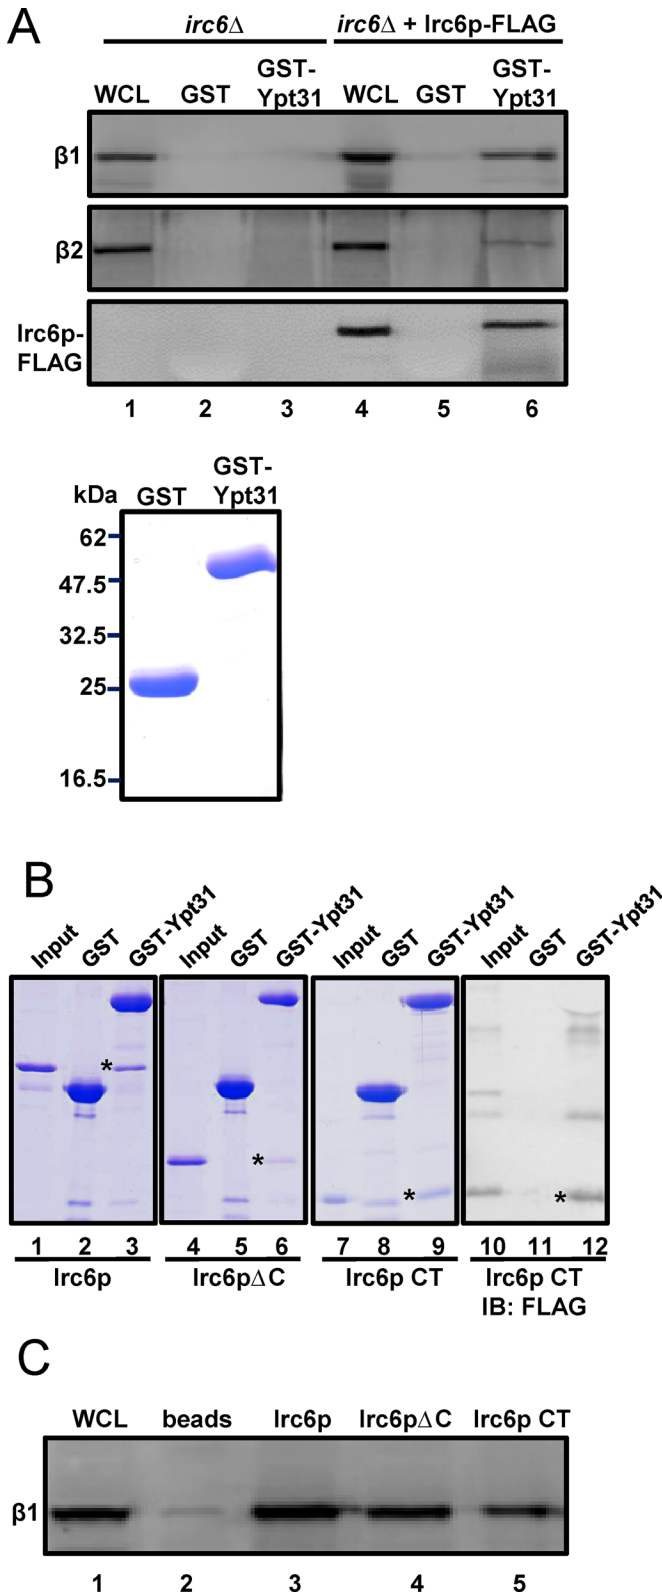 A
irc6Δ irc6Δ + Irc6p-FLAG
WCL GST GST-Ypt31 WCL GST GST-Ypt31
β1
β2
Irc6p-
FLAG
1 2 3 4 5 6
kDa GST GST-Ypt31
62
47.5
32.5
25
16.5
B
Input GST GST-Ypt31 Input GST GST-Ypt31 Input GST GST-Ypt31 Input GST GST-Ypt31
*
*
*
*
1 2 3 4 5 6 7 8 9 10 11 12
Irc6p Irc6pΔC Irc6p CT Irc6p CT
IB: FLAG
C
WCL beads Irc6p Irc6pΔC Irc6p CT
β1
1 2 3 4 5